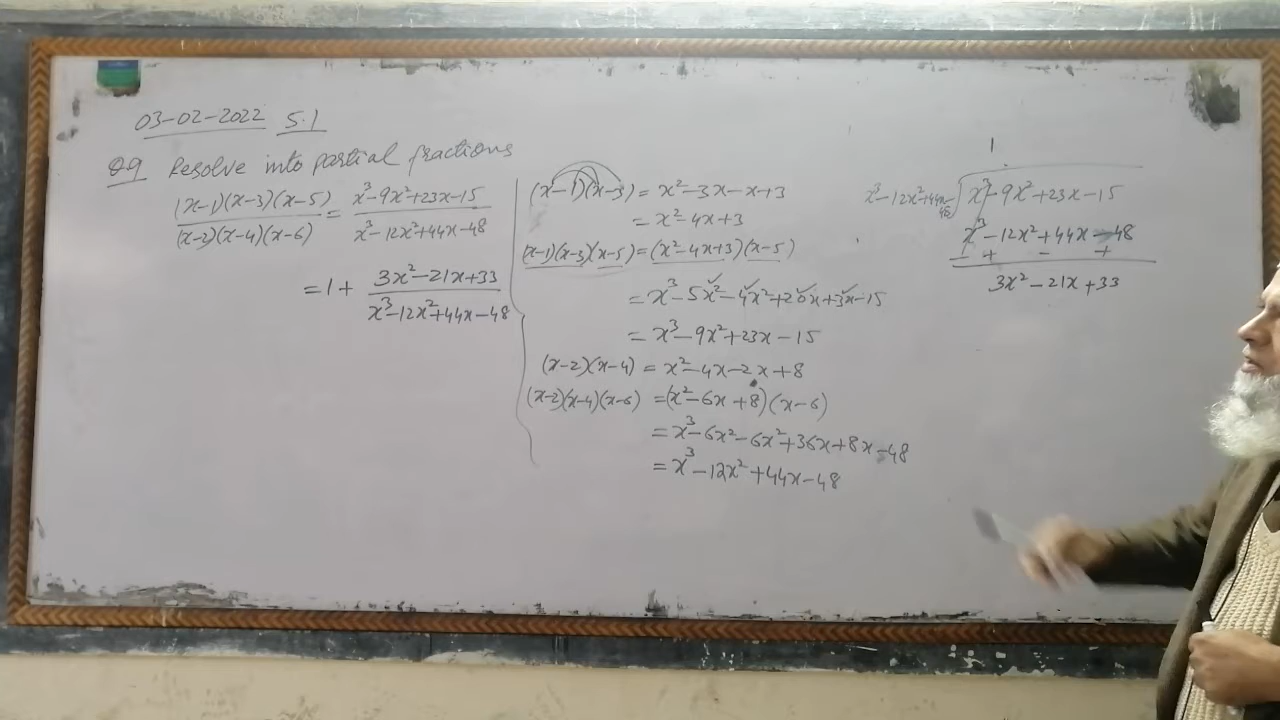 03-02-2022 5.1
Q9 Resolve into partial fractions
(x-1)(x-3)(x-5) / (x-2)(x-4)(x-6) = x³-9x²+23x-15 / x³-12x²+44x-48
= 1 + 3x²-21x+33 / x³-12x²+44x-48
(x-1)(x-3) = x²-3x-x+3
= x²-4x+3
(x-1)(x-3)(x-5) = (x²-4x+3)(x-5)
= x³-5x²-4x²+20x+3x-15
= x³-9x²+23x-15
(x-2)(x-4) = x²-4x-2x+8
(x-2)(x-4)(x-6) = (x²-6x+8)(x-6)
= x³-6x²-6x²+36x+8x-48
= x³-12x²+44x-48
1
x³-12x²+44x-48 x³-9x²+23x-15
x³-12x²+44x-48
- + - +
3x²-21x+33